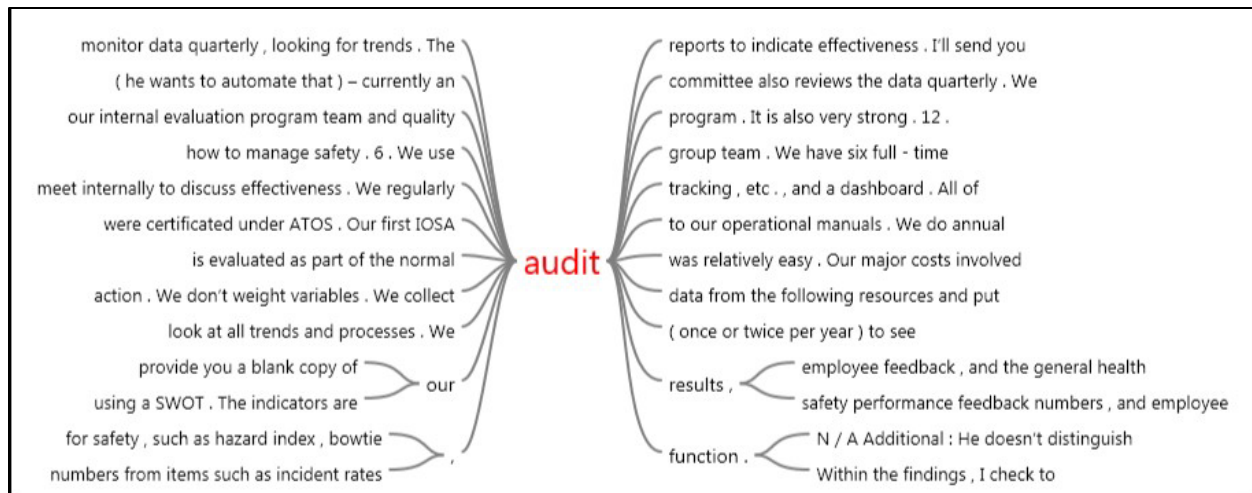 monitor data quarterly , looking for trends . The
( he wants to automate that ) – currently an
our internal evaluation program team and quality
how to manage safety . 6 . We use
meet internally to discuss effectiveness . We regularly
were certificated under ATOS . Our first IOSA
is evaluated as part of the normal
action . We don't weight variables . We collect
look at all trends and processes . We
provide you a blank copy of
using a SWOT . The indicators are
our
for safety , such as hazard index , bowtie
numbers from items such as incident rates
,
audit
reports to indicate effectiveness . I'll send you
committee also reviews the data quarterly . We
program . It is also very strong . 12 .
group team . We have six full - time
tracking , etc . , and a dashboard . All of
to our operational manuals . We do annual
was relatively easy . Our major costs involved
data from the following resources and put
( once or twice per year ) to see
results ,
employee feedback , and the general health
safety performance feedback numbers , and employee
function .
N / A Additional : He doesn't distinguish
Within the findings , I check to